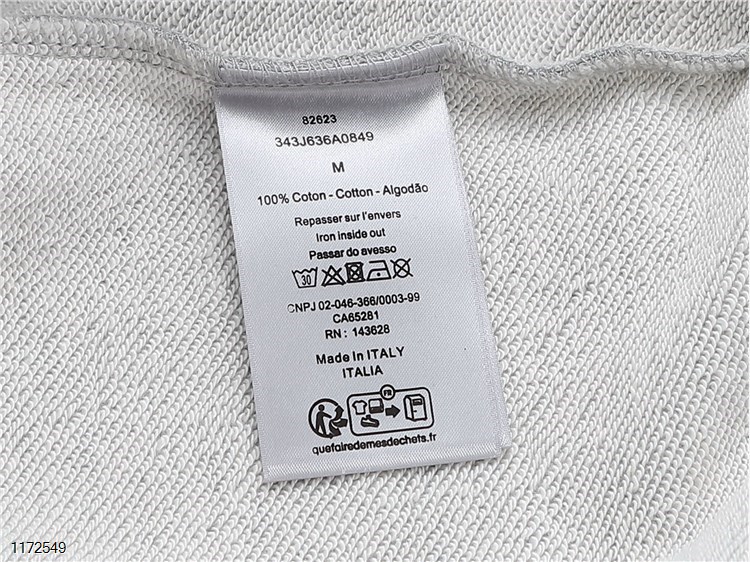 82623
343J636A0849
M
100% Coton - Cotton - Algodão
Repasser sur l'envers
Iron inside out
Passar do avesso
30
CNPJ 02-046-366/0003-99
CA65281
RN : 143628
Made In ITALY
ITALIA
FR
quefairedemesdechets.fr
1172549